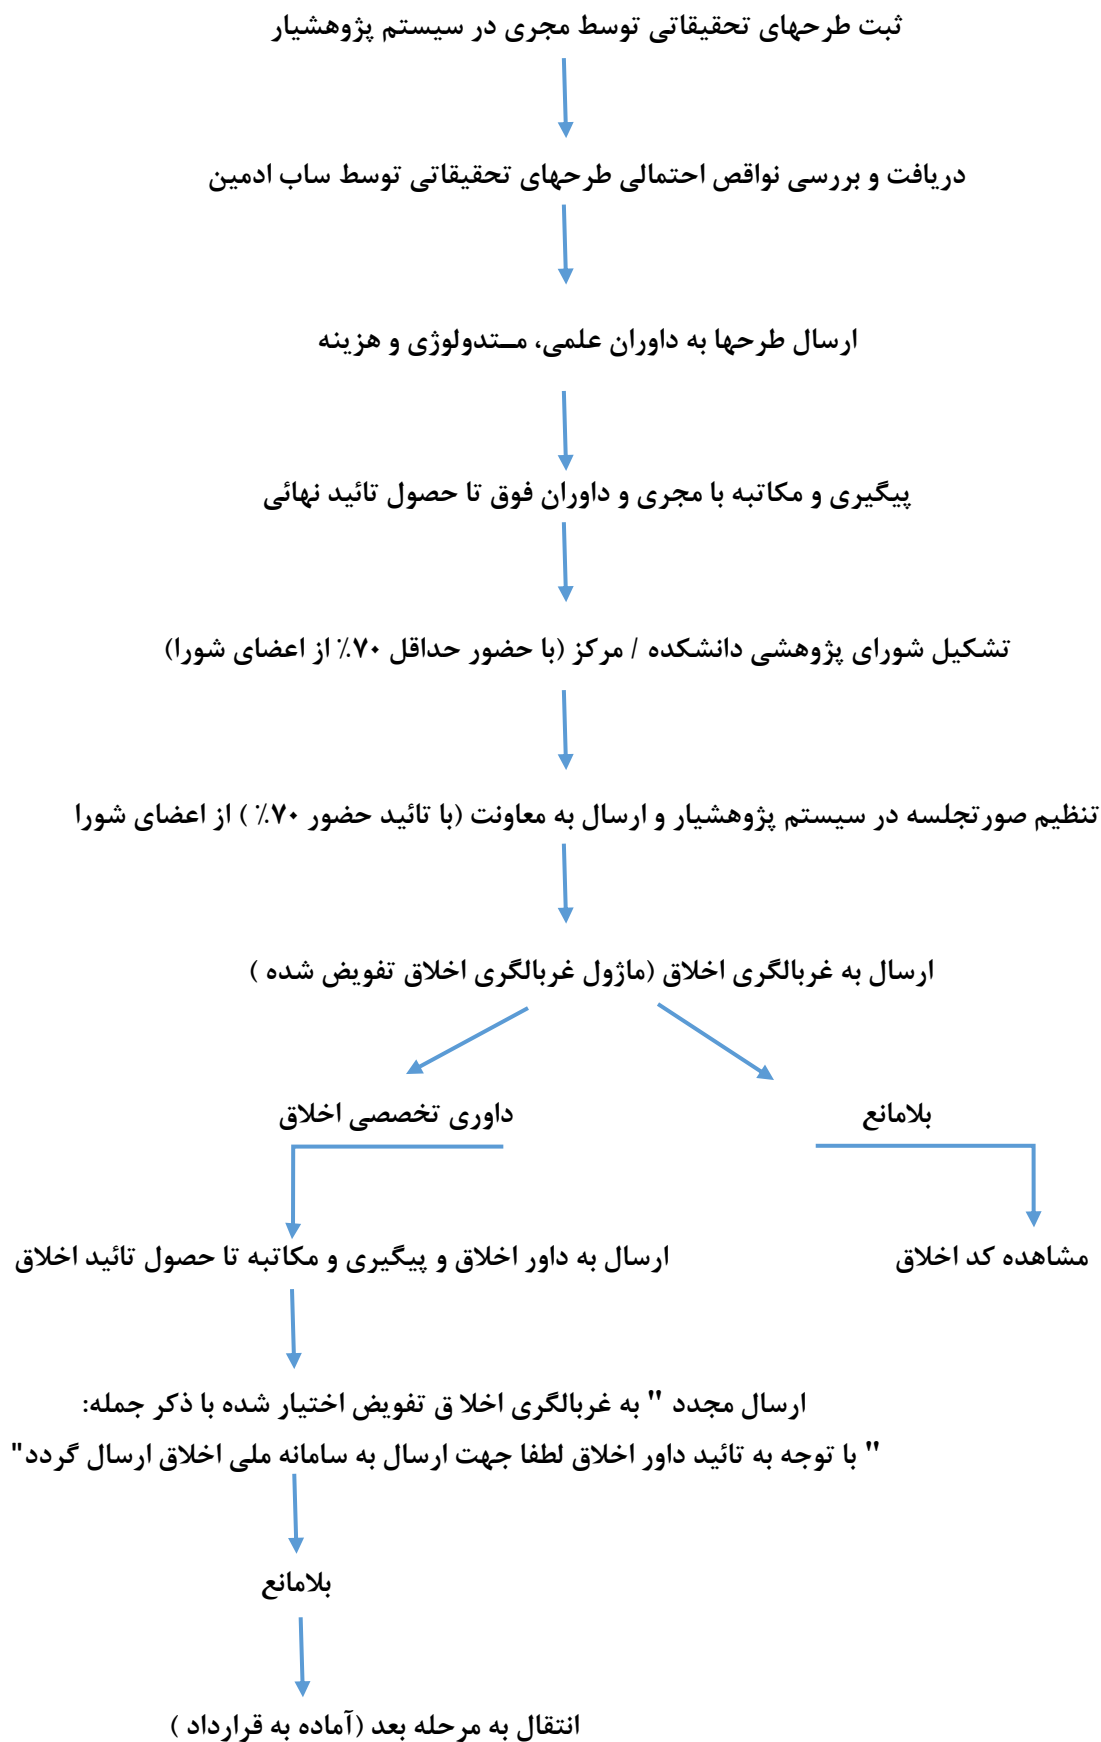 ثبت طرحهای تحقیقاتی توسط مجری در سیستم پژوهشیار
دریافت و بررسی نواقص احتمالی طرحهای تحقیقاتی توسط ساب ادمین
ارسال طرحها به داوران علمی، مــتدولوژی و هزینه
پیگیری و مکاتبه با مجری و داوران فوق تا حصول تائید نهائی
تشکیل شورای پژوهشی دانشکده / مرکز (با حضور حداقل ۷۰٪ از اعضای شورا)
تنظیم صورتجلسه در سیستم پژوهشیار و ارسال به معاونت (با تائید حضور ۷۰٪ ) از اعضای شورا
ارسال به غربالگری اخلاق (ماژول غربالگری اخلاق تفویض شده )
بلامانع
داوری تخصصی اخلاق
مشاهده کد اخلاق
ارسال به داور اخلاق و پیگیری و مکاتبه تا حصول تائید اخلاق
ارسال مجدد " به غربالگری اخلا ق تفویض اختیار شده با ذکر جمله:
" با توجه به تائید داور اخلاق لطفا جهت ارسال به سامانه ملی اخلاق ارسال گردد"
بلامانع
انتقال به مرحله بعد (آماده به قرارداد )